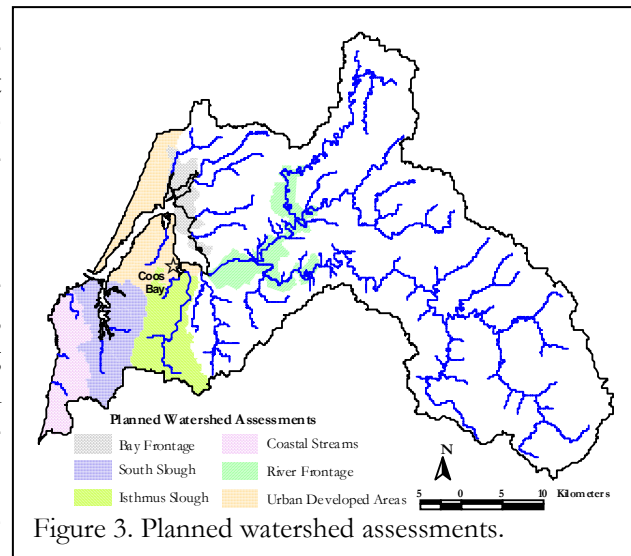 Coos
Bay
Planned Watershed Assessments
Bay Frontage
South Slough
Isthmus Slough
Coastal Streams
River Frontage
Urban Developed Areas
N
5 0 5 10 Kilometers
Figure 3. Planned watershed assessments.